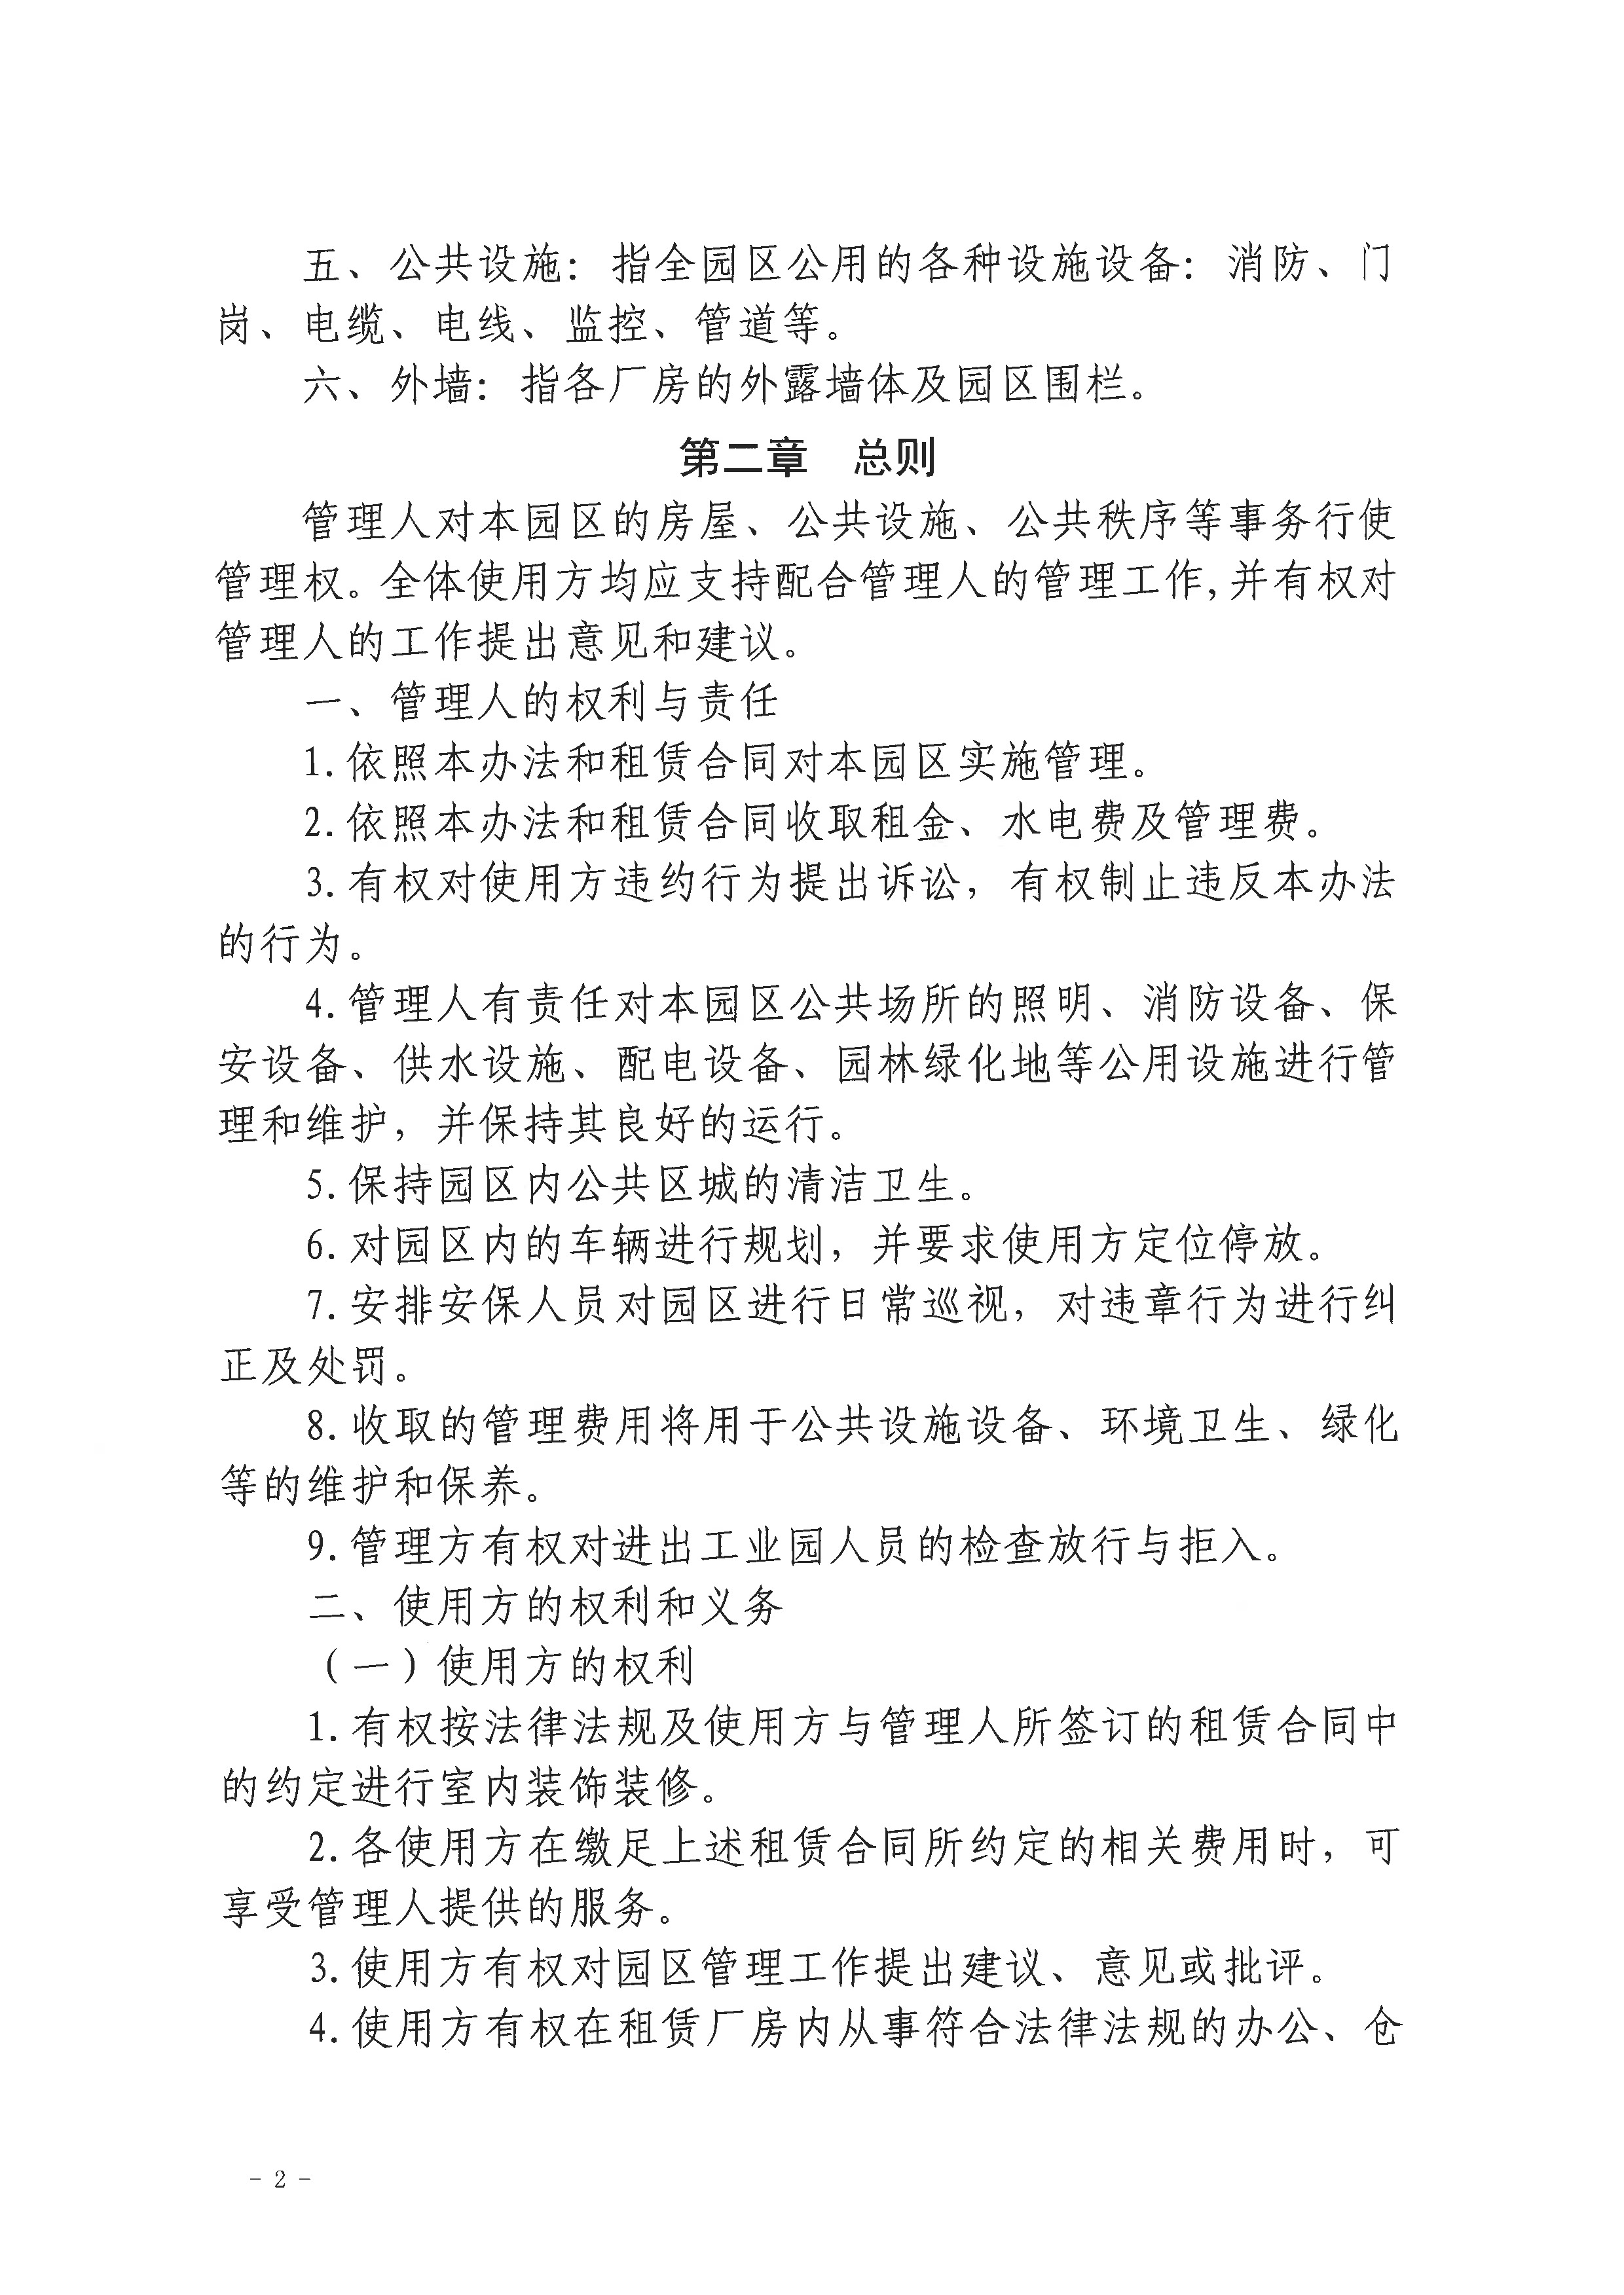 五、公共设施：指全园区公用的各种设施设备：消防、门
岗、电缆、电线、监控、管道等。
六、外墙：指各厂房的外露墙体及园区围栏。
第二章　总则
管理人对本园区的房屋、公共设施、公共秩序等事务行使
管理权。全体使用方均应支持配合管理人的管理工作,并有权对
管理人的工作提出意见和建议。
一、管理人的权利与责任
1.依照本办法和租赁合同对本园区实施管理。
2.依照本办法和租赁合同收取租金、水电费及管理费。
3.有权对使用方违约行为提出诉讼，有权制止违反本办法
的行为。
4.管理人有责任对本园区公共场所的照明、消防设备、保
安设备、供水设施、配电设备、园林绿化地等公用设施进行管
理和维护，并保持其良好的运行。
5.保持园区内公共区城的清洁卫生。
6.对园区内的车辆进行规划，并要求使用方定位停放。
7.安排安保人员对园区进行日常巡视，对违章行为进行纠
正及处罚。
8.收取的管理费用将用于公共设施设备、环境卫生、绿化
等的维护和保养。
9.管理方有权对进出工业园人员的检查放行与拒入。
二、使用方的权利和义务
（一）使用方的权利
1.有权按法律法规及使用方与管理人所签订的租赁合同中
的约定进行室内装饰装修。
2.各使用方在缴足上述租赁合同所约定的相关费用时，可
享受管理人提供的服务。
3.使用方有权对园区管理工作提出建议、意见或批评。
4.使用方有权在租赁厂房内从事符合法律法规的办公、仓
- 2 -